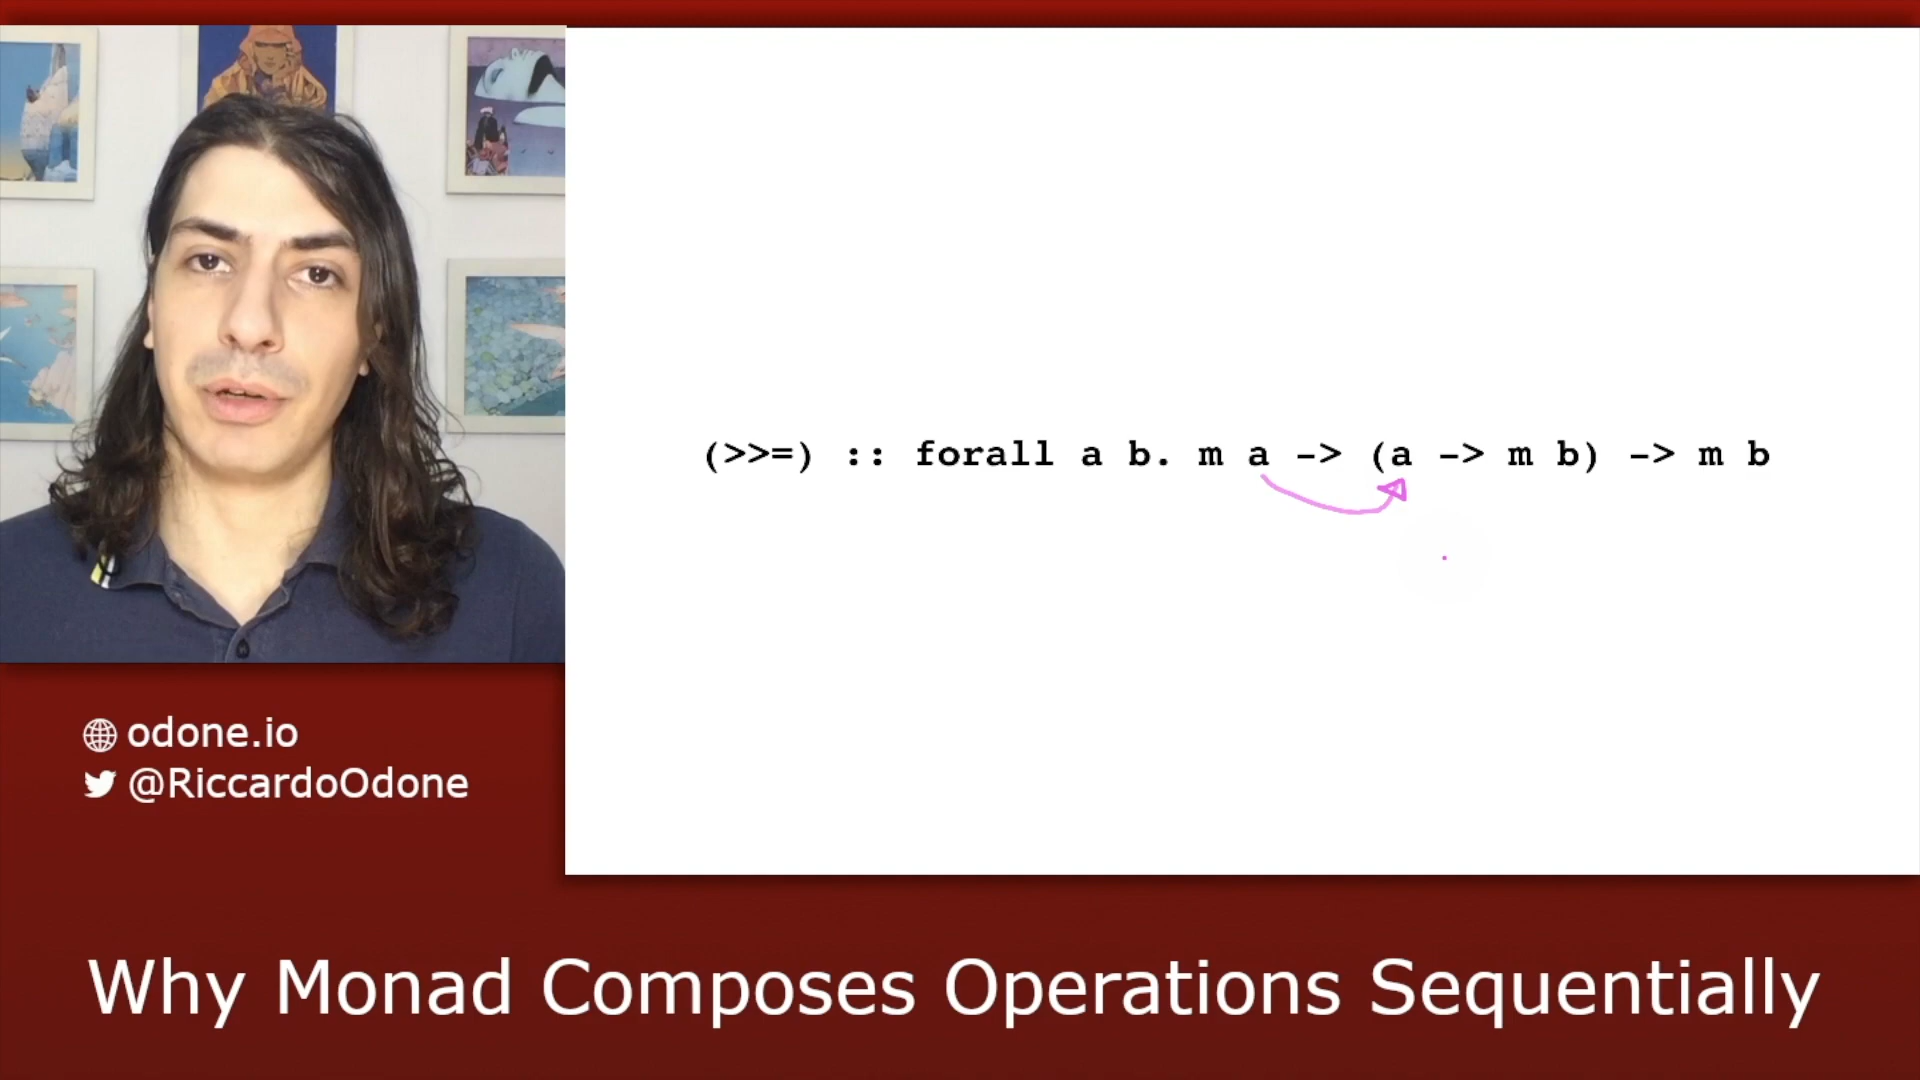 (>>=) :: forall a b. m a -> (a -> m b) -> m b
odone.io
@RiccardoOdone
Why Monad Composes Operations Sequentially